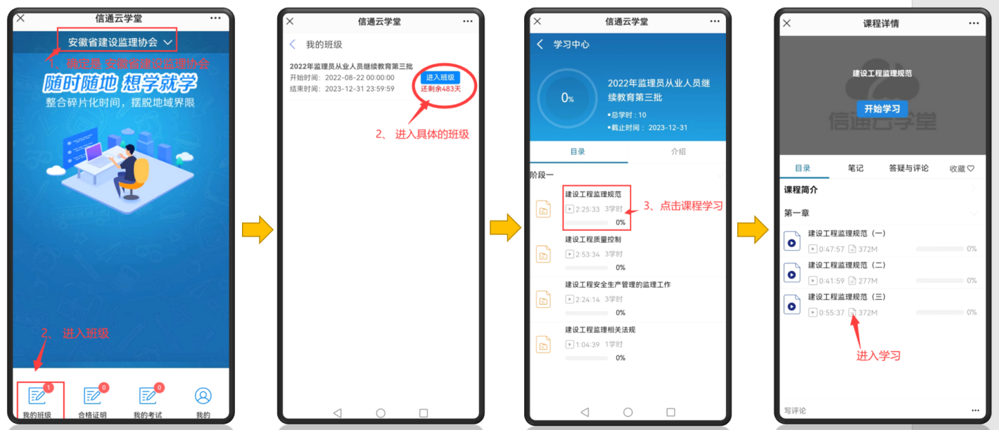 信通云学堂
安徽省建设监理协会
1、确定是 安徽省建设监理协会
随时随地 想学就学
整合碎片化时间，摆脱地域界限
2、 进入班级
1
0
0
我的班级
合格证明
我的考试
我的
信通云学堂
我的班级
2022年监理员从业人员继续教育第三批
开始时间：2022-08-22 00:00:00
进入班级
结束时间：2023-12-31 23:59:59
还剩余483天
2、 进入具体的班级
信通云学堂
学习中心
0%
2022年监理员从业人员继
续教育第三批
•总学时 : 10
•截止时间 : 2023-12-31
目录
介绍
阶段一
建设工程监理规范
2:25:33 3学时
0%
3、点击课程学习
建设工程质量控制
2:53:34 3学时
0%
建设工程安全生产管理的监理工作
2:24:14 3学时
0%
建设工程监理相关法规
1:04:39 1学时
0%
课程详情
建设工程监理规范
开始学习
信通云学堂
目录
笔记
答疑与评论
收藏
课程简介
第一章
建设工程监理规范（一）
0:47:57 372M
0%
建设工程监理规范（二）
0:41:59 277M
0%
建设工程监理规范（三）
0:55:37 372M
0%
进入学习
写评论